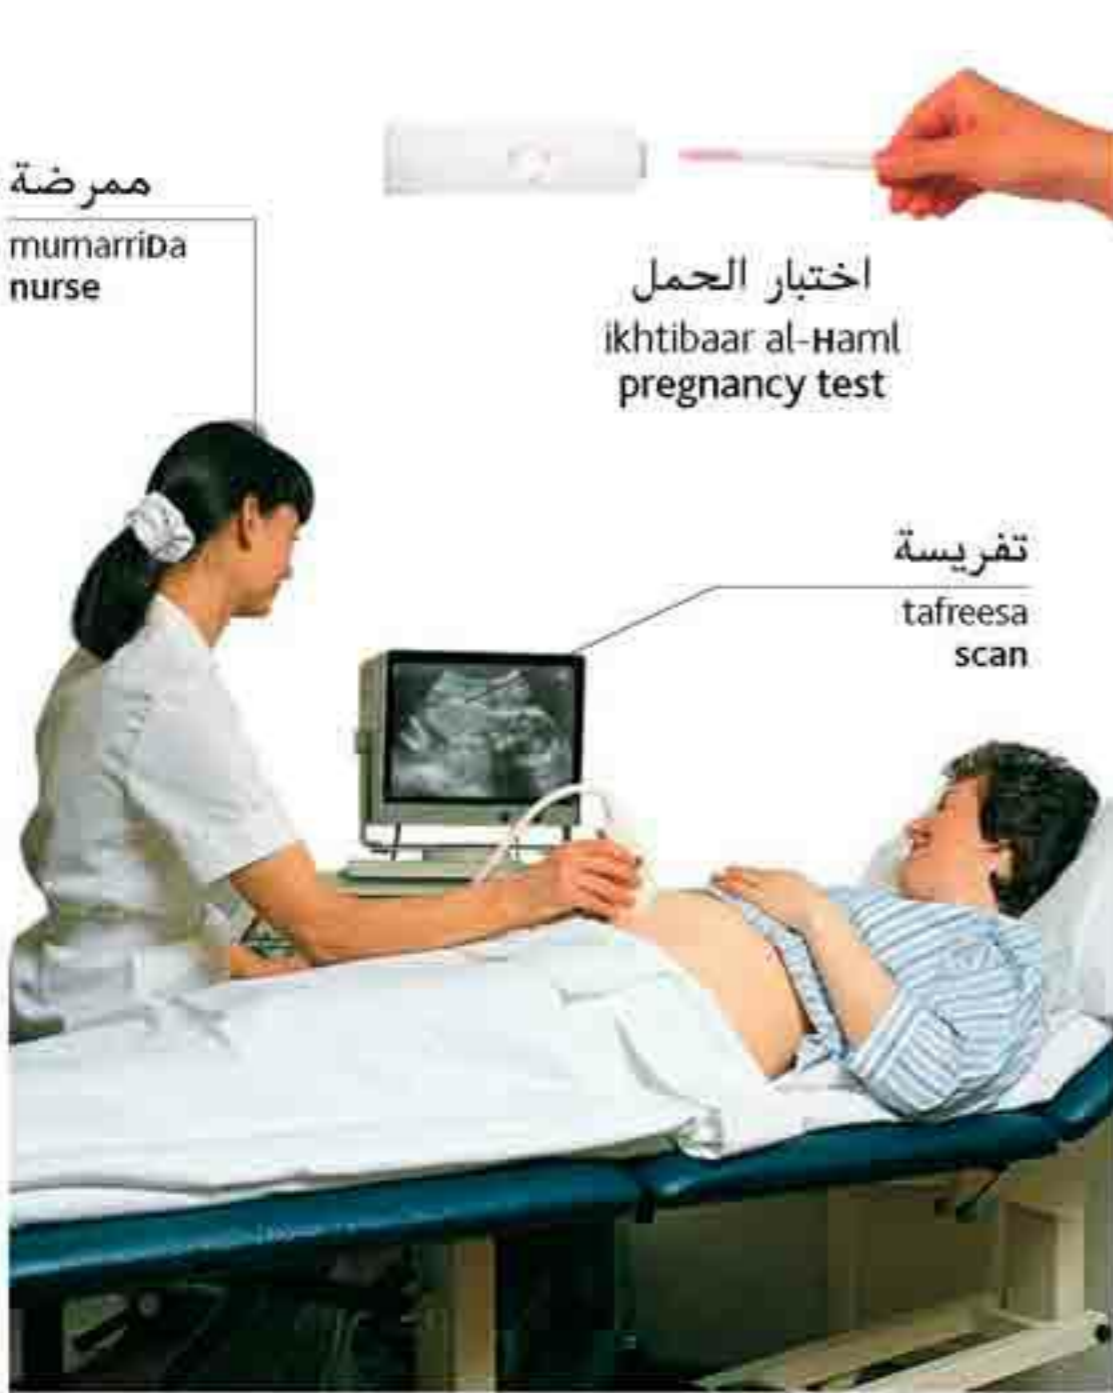 ممرضة
mumarriDa
nurse
اختبار الحمل
ikhtibaar al-Haml
pregnancy test
تفريسة
tafreesa
scan